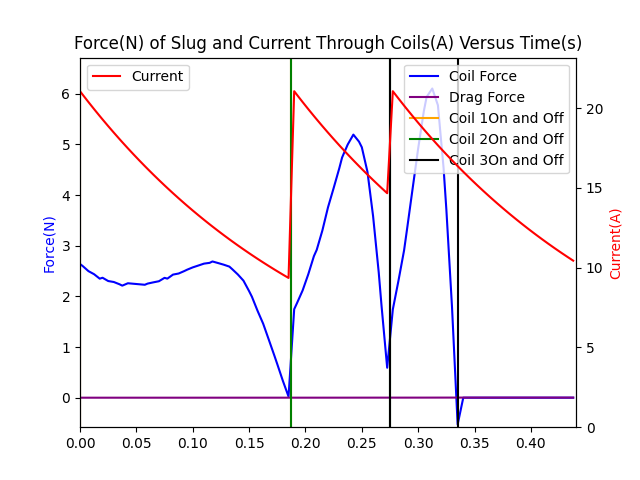 Force(N) of Slug and Current Through Coils(A) Versus Time(s)
Current
Coil Force
Drag Force
Coil 1On and Off
Coil 2On and Off
Coil 3On and Off
Force(N)
6
5
4
3
2
1
0
Current(A)
20
15
10
5
0
0.00 0.05 0.10 0.15 0.20 0.25 0.30 0.35 0.40